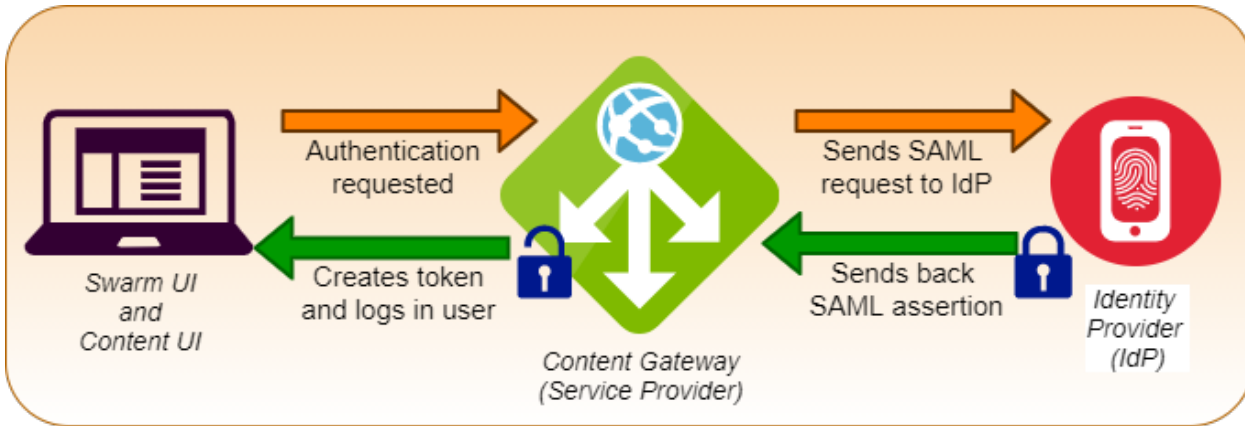 Authentication
requested
Sends SAML
request to IdP
Creates token
and logs in user
Sends back
SAML assertion
Swarm UI
and
Content UI
Content Gateway
(Service Provider)
Identity
Provider
(IdP)